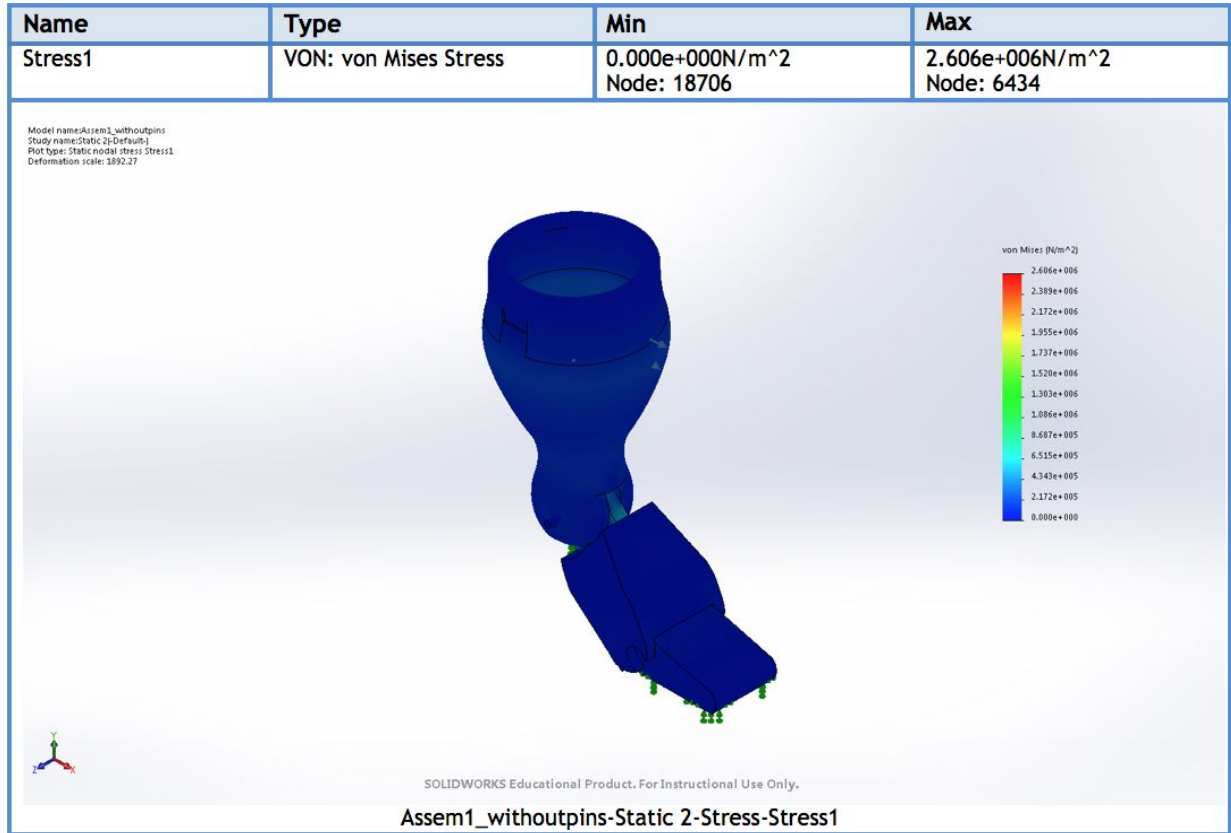 Name Type Min Max
Stress1 VON: von Mises Stress 0.000e+000N/m^2 2.606e+006N/m^2
Node: 18706 Node: 6434
Model name:Assem1_withoutpins
Study name:Static 2(-Default-)
Plot type: Static nodal stress Stress1
Deformation scale: 1892.27
von Mises (N/m^2)
2.606e+006
2.389e+006
2.172e+006
1.955e+006
1.737e+006
1.520e+006
1.303e+006
1.086e+006
8.687e+005
6.515e+005
4.343e+005
2.172e+005
0.000e+000
Y
Z X
SOLIDWORKS Educational Product. For Instructional Use Only.
Assem1_withoutpins-Static 2-Stress-Stress1